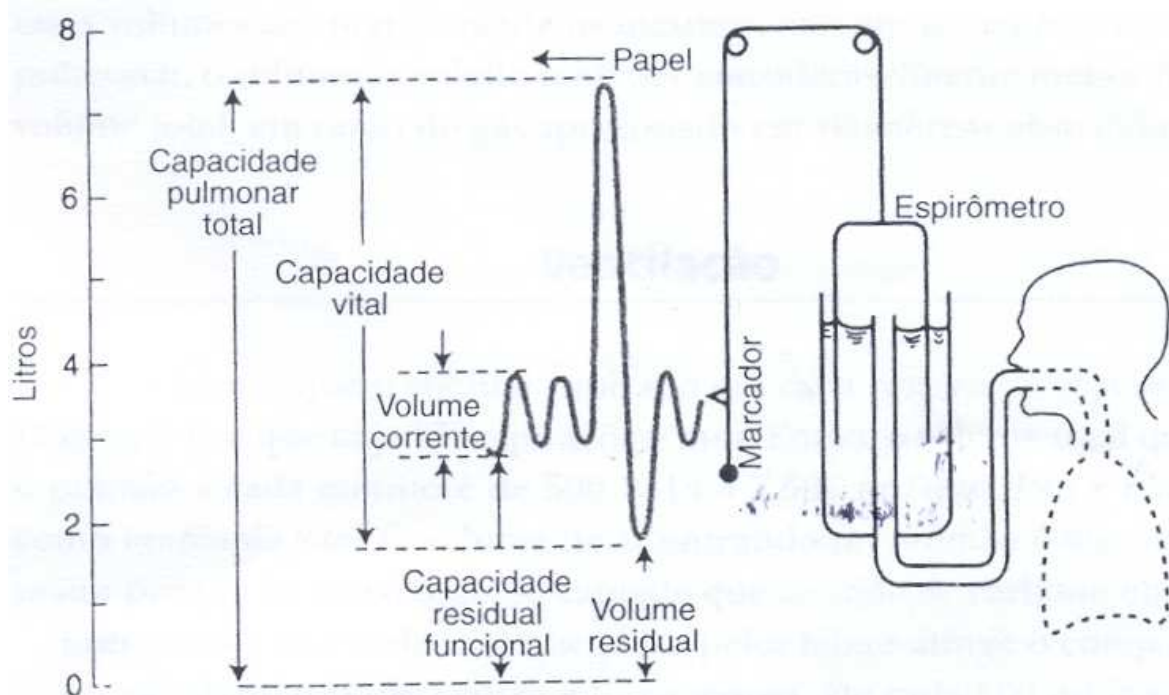 8
Papel
Capacidade
pulmonar
total
6
Espirômetro
Capacidade
vital
Litros
4
Volume
corrente
Marcador
2
Capacidade
residual
funcional
Volume
residual
0